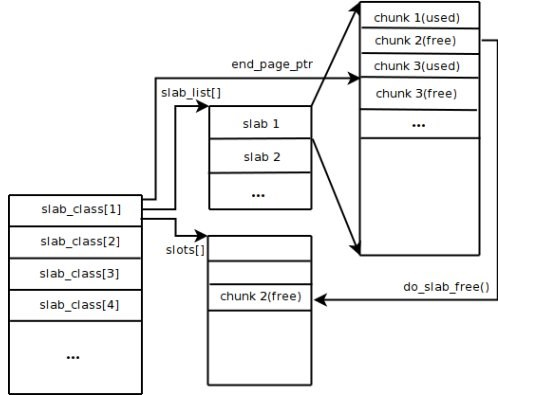 chunk 1(used)
chunk 2(free)
end_page_ptr
chunk 3(used)
slab_list[]
chunk 3(free)
slab 1
...
slab 2
...
slab_class[1]
slab_class[2]
slots[]
slab_class[3]
do_slab_free()
chunk 2(free)
slab_class[4]
...